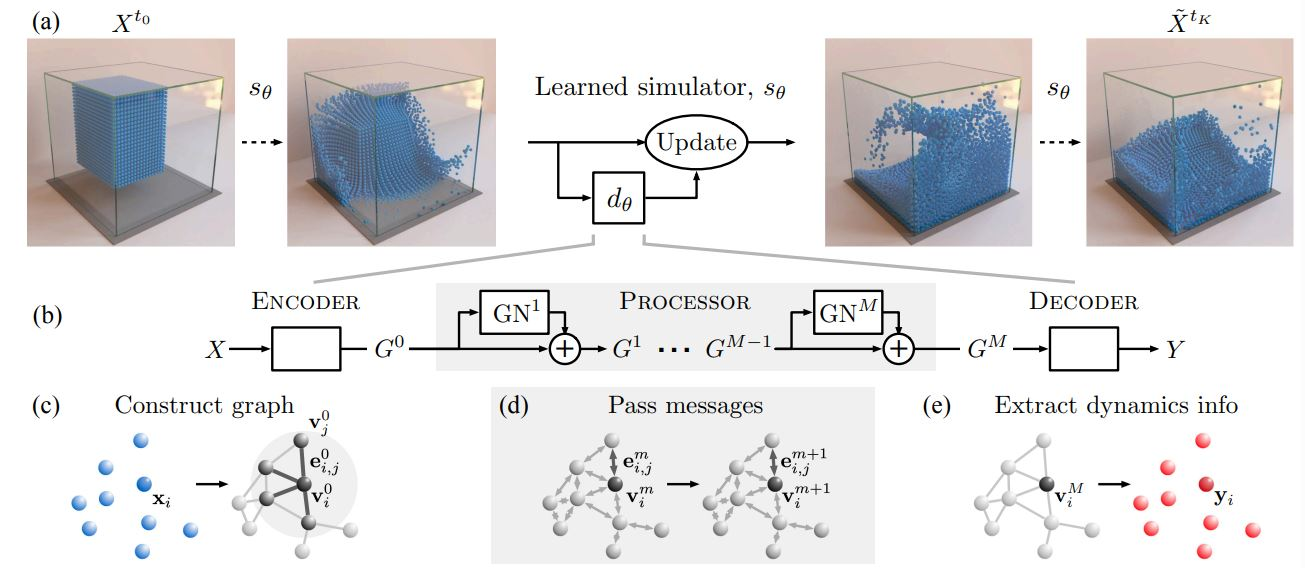 (a)
X^{t_0}
s_θ
Learned simulator, s_θ
Update
d_θ
s_θ
X̃^{t_K}
(b)
ENCODER
PROCESSOR
DECODER
X
G^0
GN^1
+
G^1
···
G^{M−1}
GN^M
+
G^M
Y
(c)
Construct graph
x_i
v_j^0
e_{i,j}^0
v_i^0
(d)
Pass messages
e_{i,j}^m
v_i^m
e_{i,j}^{m+1}
v_i^{m+1}
(e)
Extract dynamics info
v_i^M
y_i